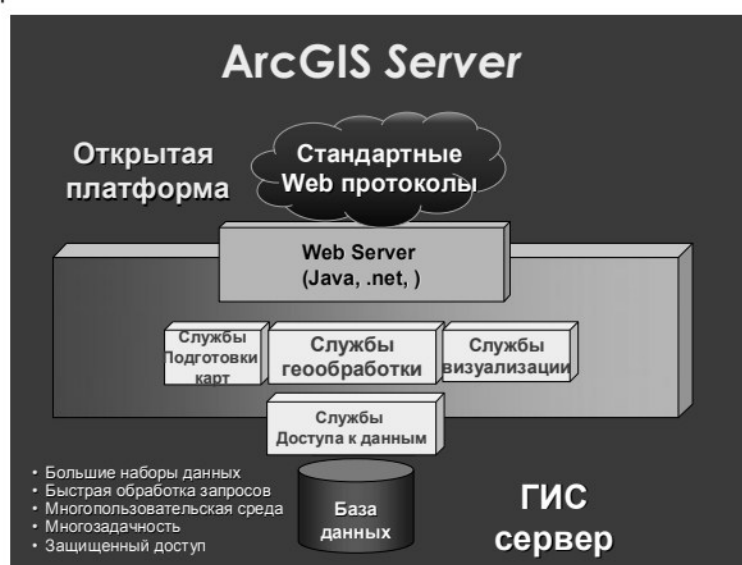 ArcGIS Server
Открытая
платформа
Стандартные
Web протоколы
Web Server
(Java, .net, )
Службы
Подготовки
карт
Службы
геообработки
Службы
визуализации
Службы
Доступа к данным
• Большие наборы данных
• Быстрая обработка запросов
• Многопользовательская среда
• Многозадачность
• Защищенный доступ
База
данных
ГИС
сервер